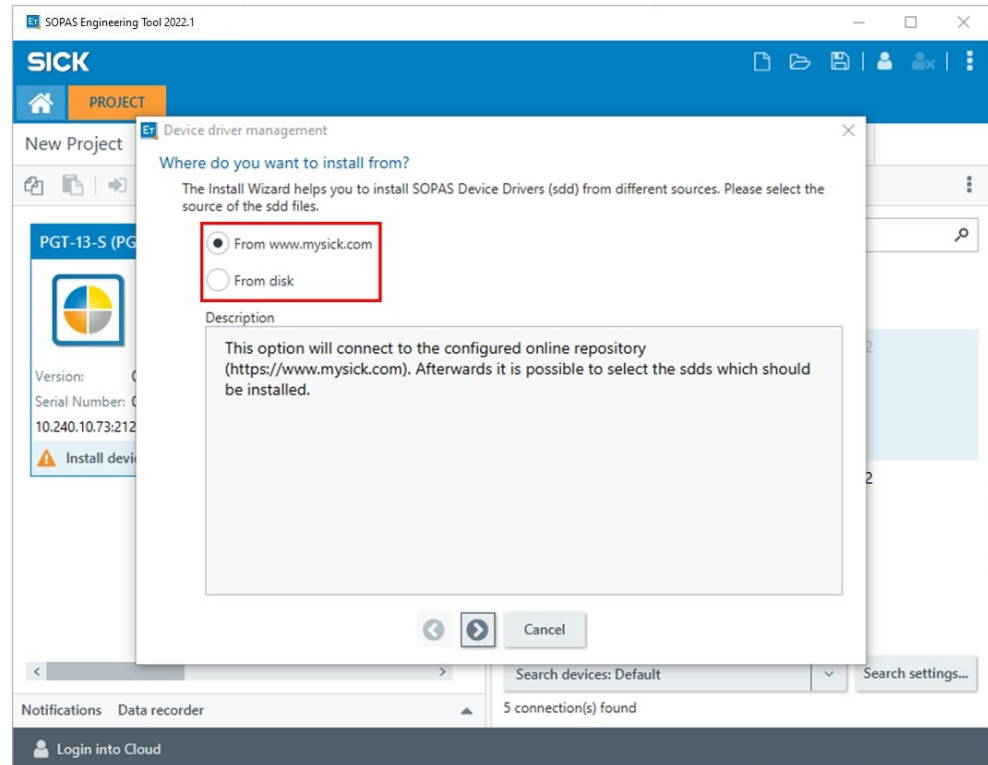 SOPAS Engineering Tool 2022.1
SICK
PROJECT
New Project
Device driver management
Where do you want to install from?
The Install Wizard helps you to install SOPAS Device Drivers (sdd) from different sources. Please select the
source of the sdd files.
PGT-13-S (PG
From www.mysick.com
From disk
Description
This option will connect to the configured online repository
(https://www.mysick.com). Afterwards it is possible to select the sdds which should
be installed.
Version:
Serial Number:
10.240.10.73:212
Install devi
2
2
Cancel
Search devices: Default
Search settings...
Notifications Data recorder
5 connection(s) found
Login into Cloud